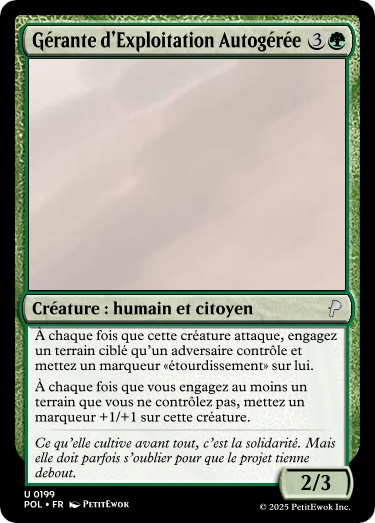 Gérante d'Exploitation Autogérée 3
Créature : humain et citoyen
À chaque fois que cette créature attaque, engagez
un terrain ciblé qu'un adversaire contrôle et
mettez un marqueur «étourdissement» sur lui.
À chaque fois que vous engagez au moins un
terrain que vous ne contrôlez pas, mettez un
marqueur +1/+1 sur cette créature.
Ce qu'elle cultive avant tout, c'est la solidarité. Mais
elle doit parfois s'oublier pour que le projet tienne
debout.
2/3
U 0199
POL • FR PetitEwok
© 2025 PetitEwok Inc.